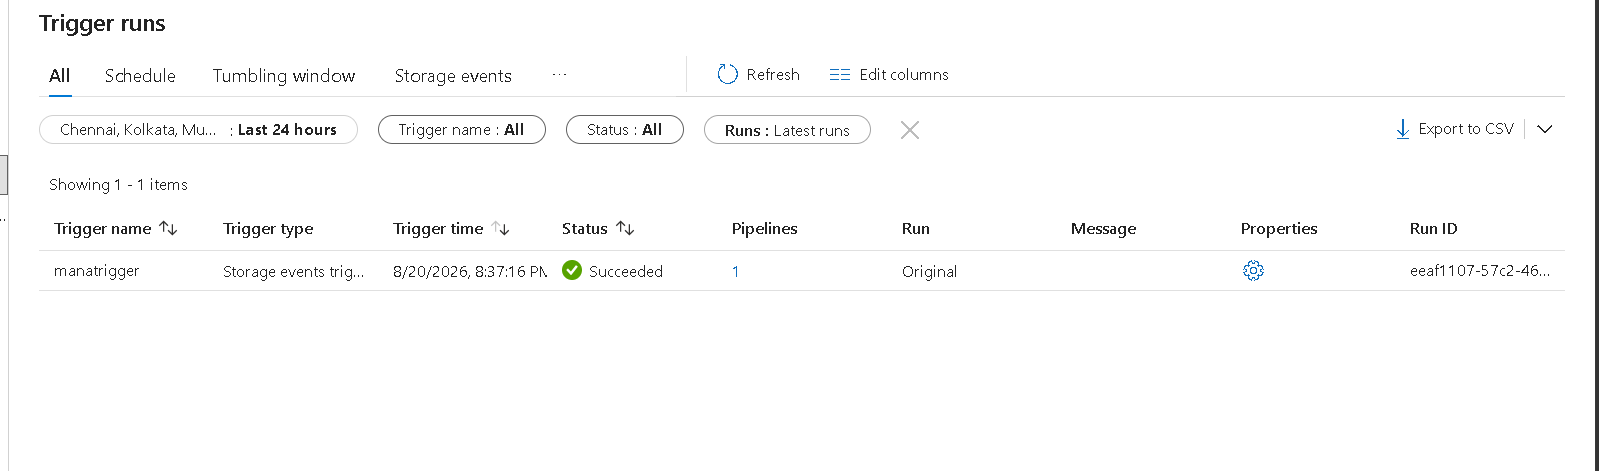 Trigger runs
All Schedule Tumbling window Storage events ... Refresh Edit columns
Chennai, Kolkata, Mu... : Last 24 hours Trigger name : All Status : All Runs : Latest runs Export to CSV
Showing 1 - 1 items
Trigger name Trigger type Trigger time Status Pipelines Run Message Properties Run ID
manatrigger Storage events trig... 8/20/2026, 8:37:16 PM Succeeded 1 Original eeaf1107-57c2-46...